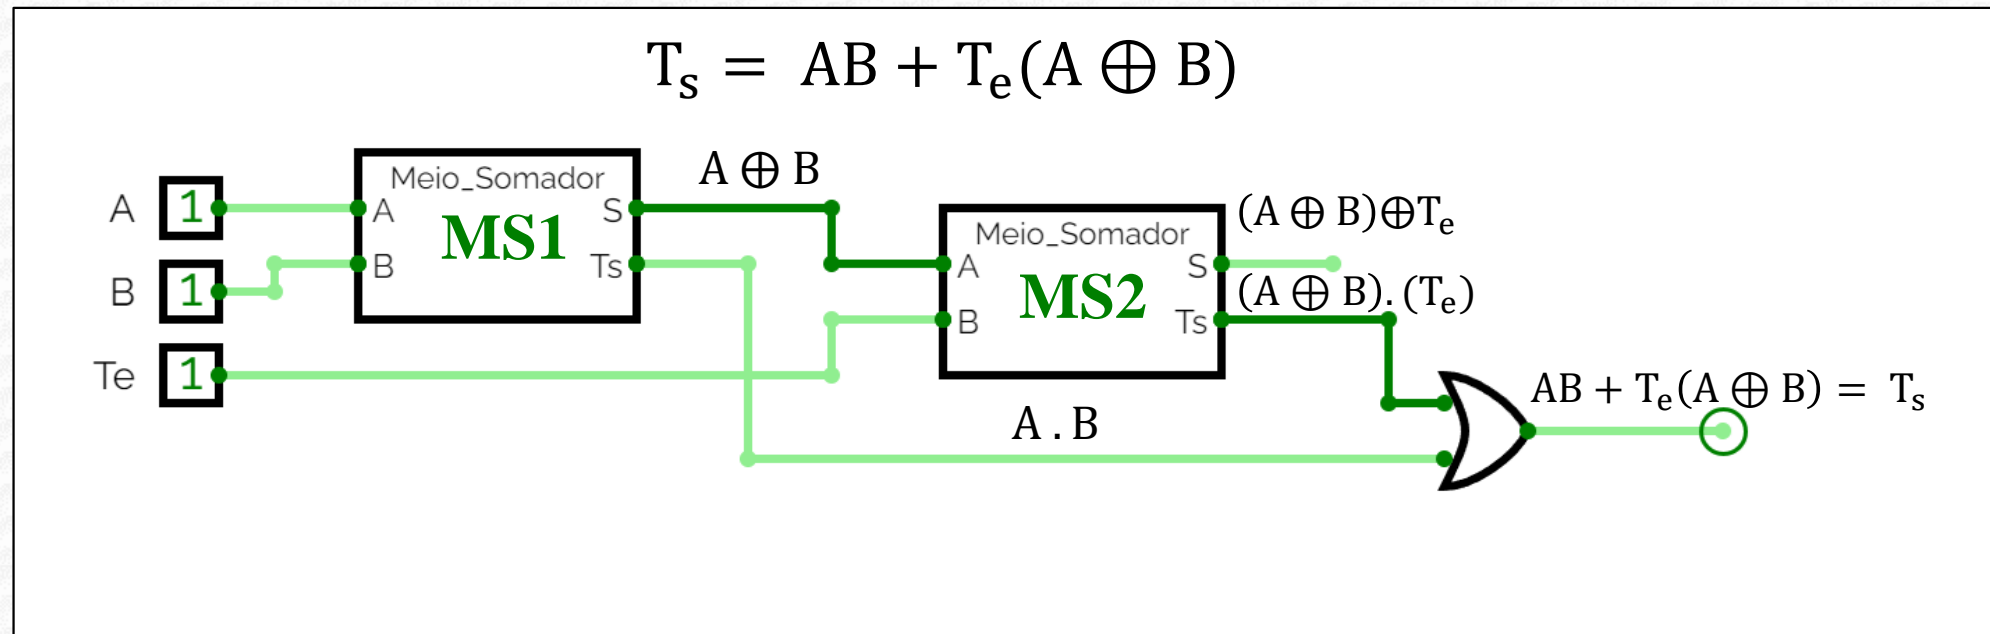 Tₛ = AB + Tₑ(A ⊕ B)
Meio_Somador
MS1
A
B
S
Ts
A 1
B 1
Te 1
A ⊕ B
Meio_Somador
MS2
A
B
S
Ts
(A ⊕ B)⊕Tₑ
(A ⊕ B).(Tₑ)
A . B
AB + Tₑ(A ⊕ B) = Tₛ